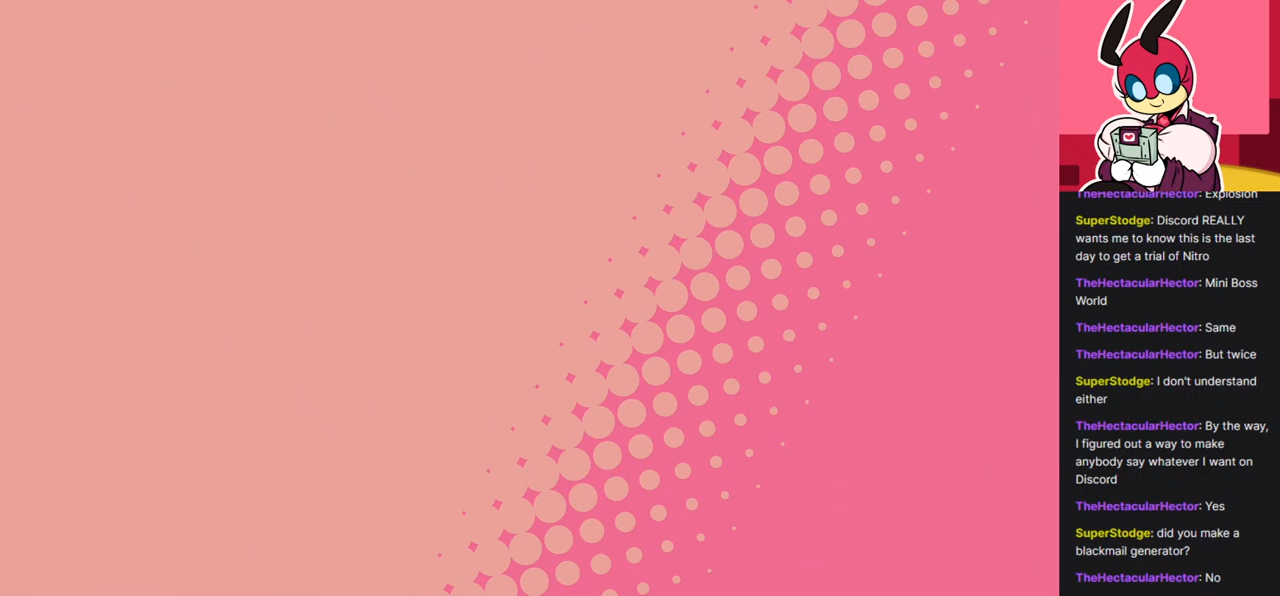 TheHectacularHector: Explosion
SuperStodge: Discord REALLY
wants me to know this is the last
day to get a trial of Nitro
TheHectacularHector: Mini Boss
World
TheHectacularHector: Same
TheHectacularHector: But twice
SuperStodge: I don't understand
either
TheHectacularHector: By the way,
I figured out a way to make
anybody say whatever I want on
Discord
TheHectacularHector: Yes
SuperStodge: did you make a
blackmail generator?
TheHectacularHector: No